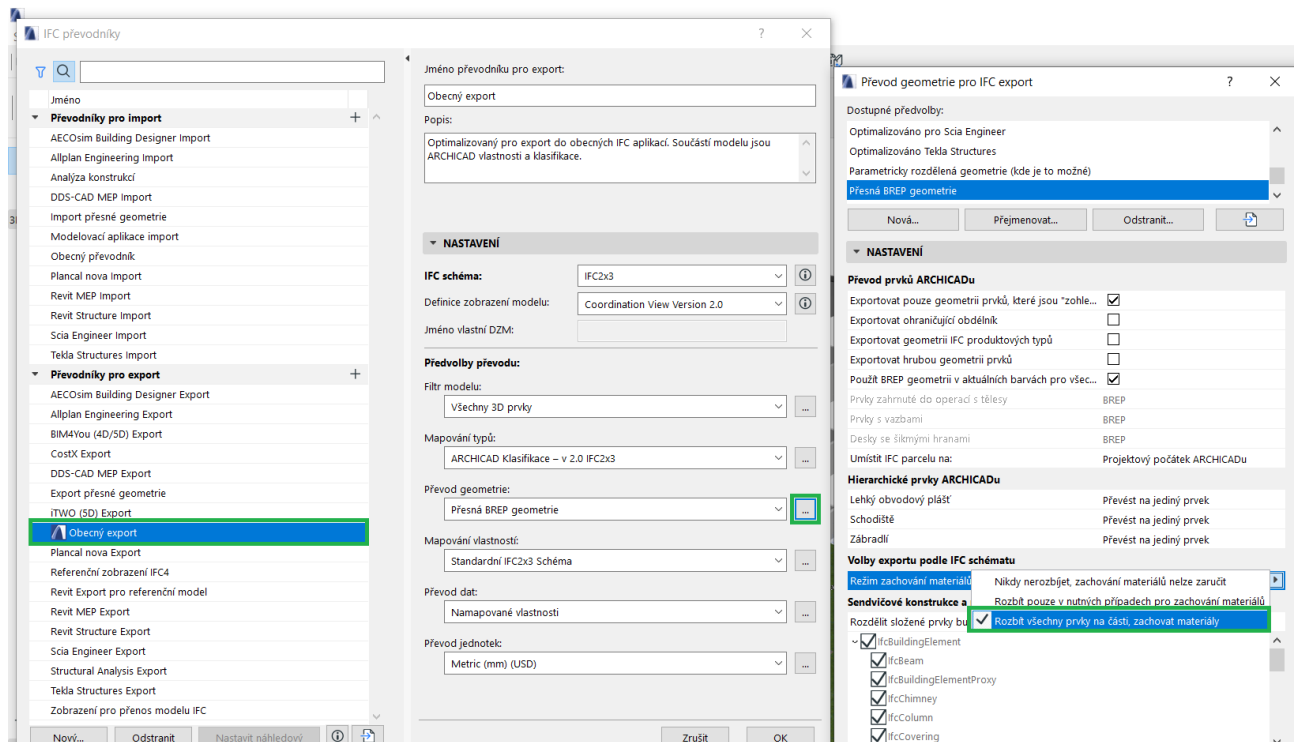 IFC převodníky
Jméno
Převodníky pro import
AECOsim Building Designer Import
Allplan Engineering Import
Analýza konstrukcí
DDS-CAD MEP Import
Import přesné geometrie
Modelovací aplikace import
Obecný převodník
Plancal nova Import
Revit MEP Import
Revit Structure Import
Scia Engineer Import
Tekla Structures Import
Převodníky pro export
AECOsim Building Designer Export
Allplan Engineering Export
BIM4You (4D/5D) Export
CostX Export
DDS-CAD MEP Export
Export přesné geometrie
iTWO (5D) Export
Obecný export
Plancal nova Export
Referenční zobrazení IFC4
Revit Export pro referenční model
Revit MEP Export
Revit Structure Export
Scia Engineer Export
Structural Analysis Export
Tekla Structures Export
Zobrazení pro přenos modelu IFC
Nový... Odstranit Nastavit náhledový
Jméno převodníku pro export:
Obecný export
Popis:
Optimalizovaný pro export do obecných IFC aplikací. Součástí modelu jsou
ARCHICAD vlastnosti a klasifikace.
NASTAVENÍ
IFC schéma: IFC2x3
Definice zobrazení modelu: Coordination View Version 2.0
Jméno vlastní DZM:
Předvolby převodu:
Filtr modelu:
Všechny 3D prvky ...
Mapování typů:
ARCHICAD Klasifikace – v 2.0 IFC2x3 ...
Převod geometrie:
Přesná BREP geometrie ...
Mapování vlastností:
Standardní IFC2x3 Schéma ...
Převod dat:
Namapované vlastnosti ...
Převod jednotek:
Metric (mm) (USD) ...
Zrušit OK
Převod geometrie pro IFC export
Dostupné předvolby:
Optimalizováno pro Scia Engineer
Optimalizováno Tekla Structures
Parametricky rozdělená geometrie (kde je to možné)
Přesná BREP geometrie
Nová... Přejmenovat... Odstranit...
NASTAVENÍ
Převod prvků ARCHICADu
Exportovat pouze geometrii prvků, které jsou "zohle...
Exportovat ohraničující obdélník
Exportovat geometrii IFC produktových typů
Exportovat hrubou geometrii prvků
Použít BREP geometrii v aktuálních barvách pro všec...
Prvky zahrnuté do operací s tělesy BREP
Prvky s vazbami BREP
Desky se šikmými hranami BREP
Umístit IFC parcelu na: Projektový počátek ARCHICADu
Hierarchické prvky ARCHICADu
Lehký obvodový plášť Převést na jediný prvek
Schodiště Převést na jediný prvek
Zábradlí Převést na jediný prvek
Volby exportu podle IFC schématu
Režim zachování materiálů
Nikdy nerozbíjet, zachování materiálů nelze zaručit
Sendvičové konstrukce a
Rozbít pouze v nutných případech pro zachování materiálů
Rozdělit složené prvky bu
Rozbít všechny prvky na části, zachovat materiály
IfcBuildingElement
IfcBeam
IfcBuildingElementProxy
IfcChimney
IfcColumn
IfcCovering